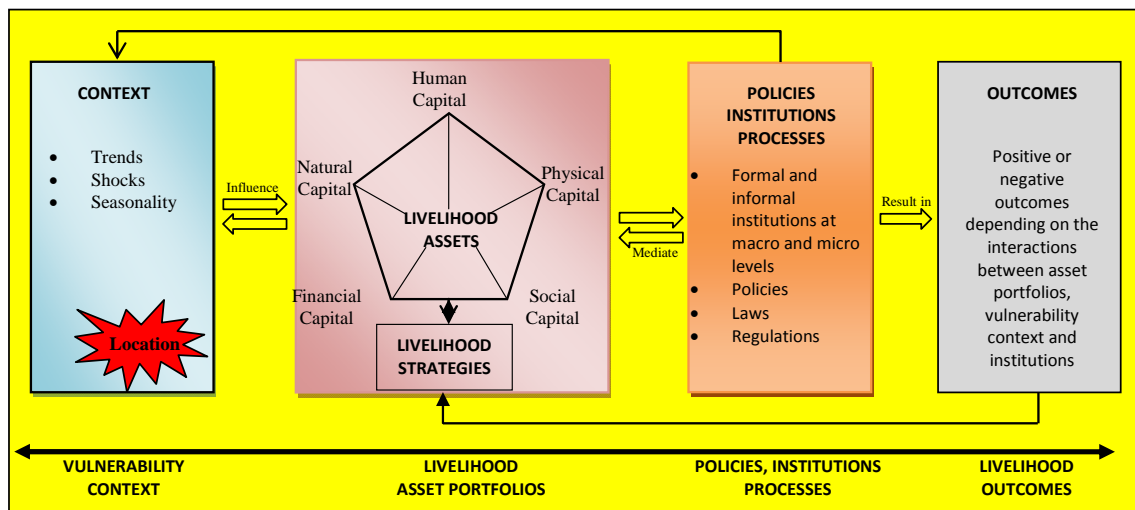 CONTEXT
• Trends
• Shocks
• Seasonality
Location
Influence
Human
Capital
Natural
Capital
Physical
Capital
LIVELIHOOD
ASSETS
Financial
Capital
Social
Capital
LIVELIHOOD
STRATEGIES
Mediate
POLICIES
INSTITUTIONS
PROCESSES
• Formal and
informal
institutions at
macro and micro
levels
• Policies
• Laws
• Regulations
Result in
OUTCOMES
Positive or
negative
outcomes
depending on the
interactions
between asset
portfolios,
vulnerability
context and
institutions
VULNERABILITY
CONTEXT
LIVELIHOOD
ASSET PORTFOLIOS
POLICIES, INSTITUTIONS
PROCESSES
LIVELIHOOD
OUTCOMES